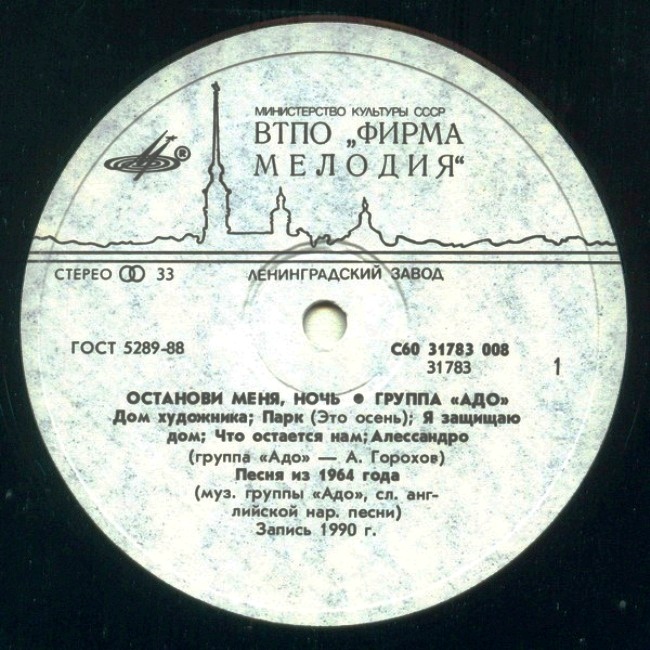 МИНИСТЕРСТВО КУЛЬТУРЫ СССР
ВТПО „ФИРМА
МЕЛОДИЯ“
®
СТЕРЕО 33
ЛЕНИНГРАДСКИЙ ЗАВОД
ГОСТ 5289-88
С60 31783 008
31783
1
ОСТАНОВИ МЕНЯ, НОЧЬ ● ГРУППА «АДО»
Дом художника; Парк (Это осень); Я защищаю
дом; Что остается нам; Алессандро
(группа «Адо» — А. Горохов)
Песня из 1964 года
(муз. группы «Адо», сл. анг-
лийской нар. песни)
Запись 1990 г.